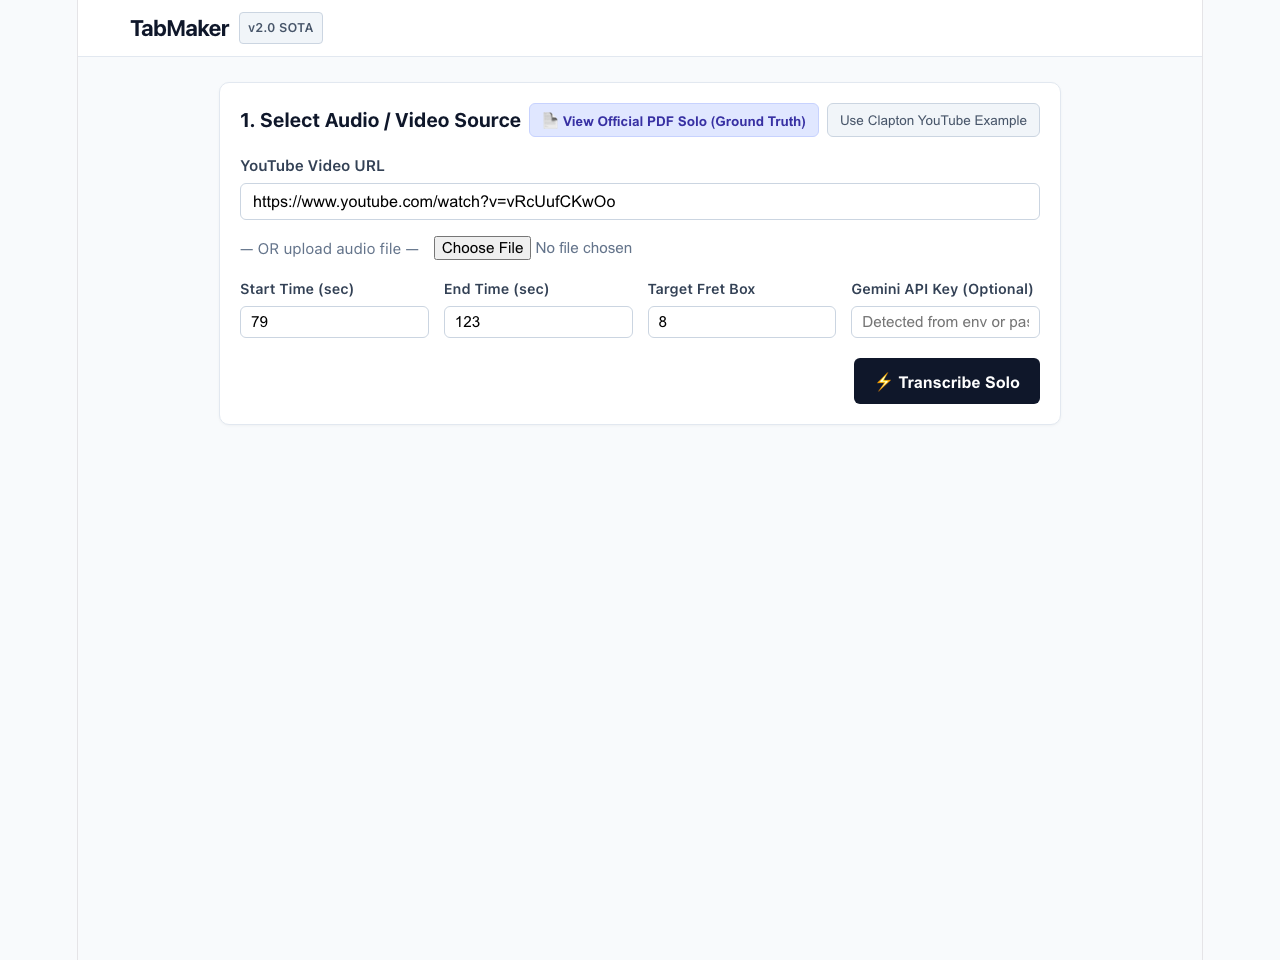 TabMaker v2.0 SOTA
1. Select Audio / Video Source View Official PDF Solo (Ground Truth) Use Clapton YouTube Example
YouTube Video URL
https://www.youtube.com/watch?v=vRcUufCKwOo
— OR upload audio file — Choose File No file chosen
Start Time (sec) End Time (sec) Target Fret Box Gemini API Key (Optional)
79 123 8 Detected from env or pas
⚡ Transcribe Solo